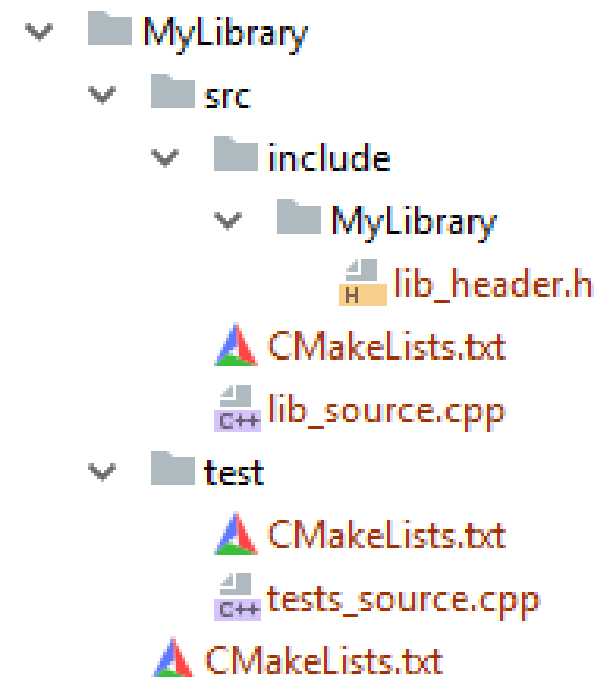 MyLibrary
src
include
MyLibrary
H lib_header.h
CMakeLists.txt
C++ lib_source.cpp
test
CMakeLists.txt
C++ tests_source.cpp
CMakeLists.txt